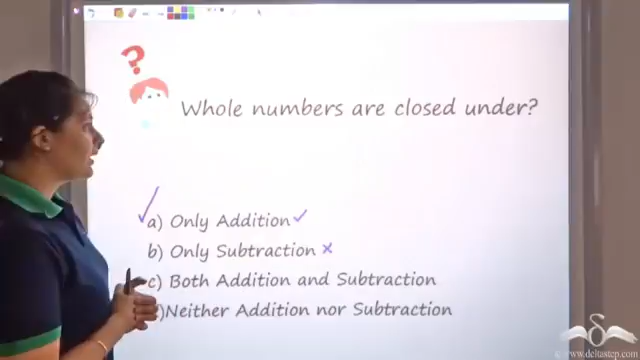 ?
Whole numbers are closed under?
a) Only Addition ✓
b) Only Subtraction x
c) Both Addition and Subtraction
)Neither Addition nor Subtraction
© www.deltastep.com